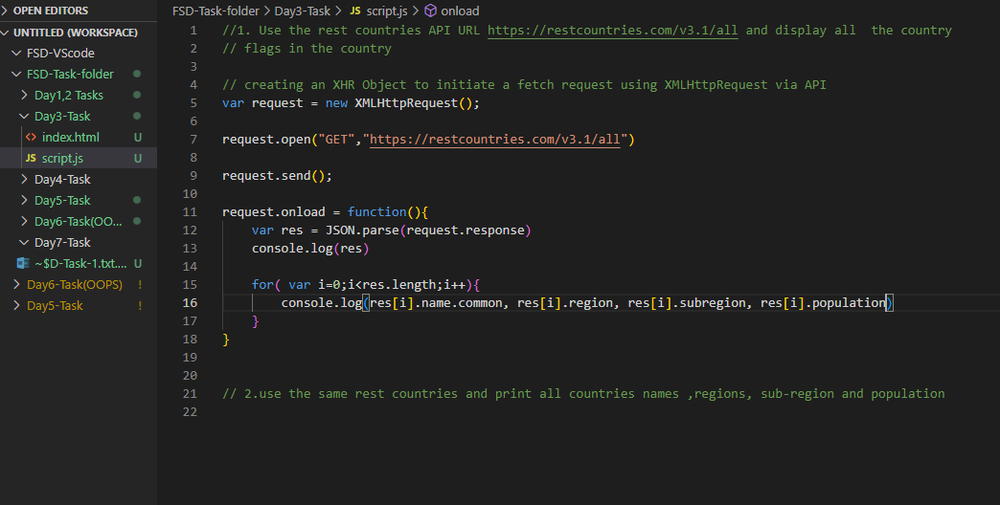 OPEN EDITORS
UNTITLED (WORKSPACE)
FSD-VScode
FSD-Task-folder
Day1,2 Tasks
Day3-Task
<> index.html U
JS script.js U
Day4-Task
Day5-Task
Day6-Task(OO...
Day7-Task
~$D-Task-1.txt.... U
Day6-Task(OOPS) !
Day5-Task !
FSD-Task-folder > Day3-Task > JS script.js > onload
1 //1. Use the rest countries API URL https://restcountries.com/v3.1/all and display all  the country
2 // flags in the country
3
4 // creating an XHR Object to initiate a fetch request using XMLHttpRequest via API
5 var request = new XMLHttpRequest();
6
7 request.open("GET","https://restcountries.com/v3.1/all")
8
9 request.send();
10
11 request.onload = function(){
12     var res = JSON.parse(request.response)
13     console.log(res)
14
15     for( var i=0;i<res.length;i++){
16         console.log(res[i].name.common, res[i].region, res[i].subregion, res[i].population)
17     }
18 }
19
20
21 // 2.use the same rest countries and print all countries names ,regions, sub-region and population
22